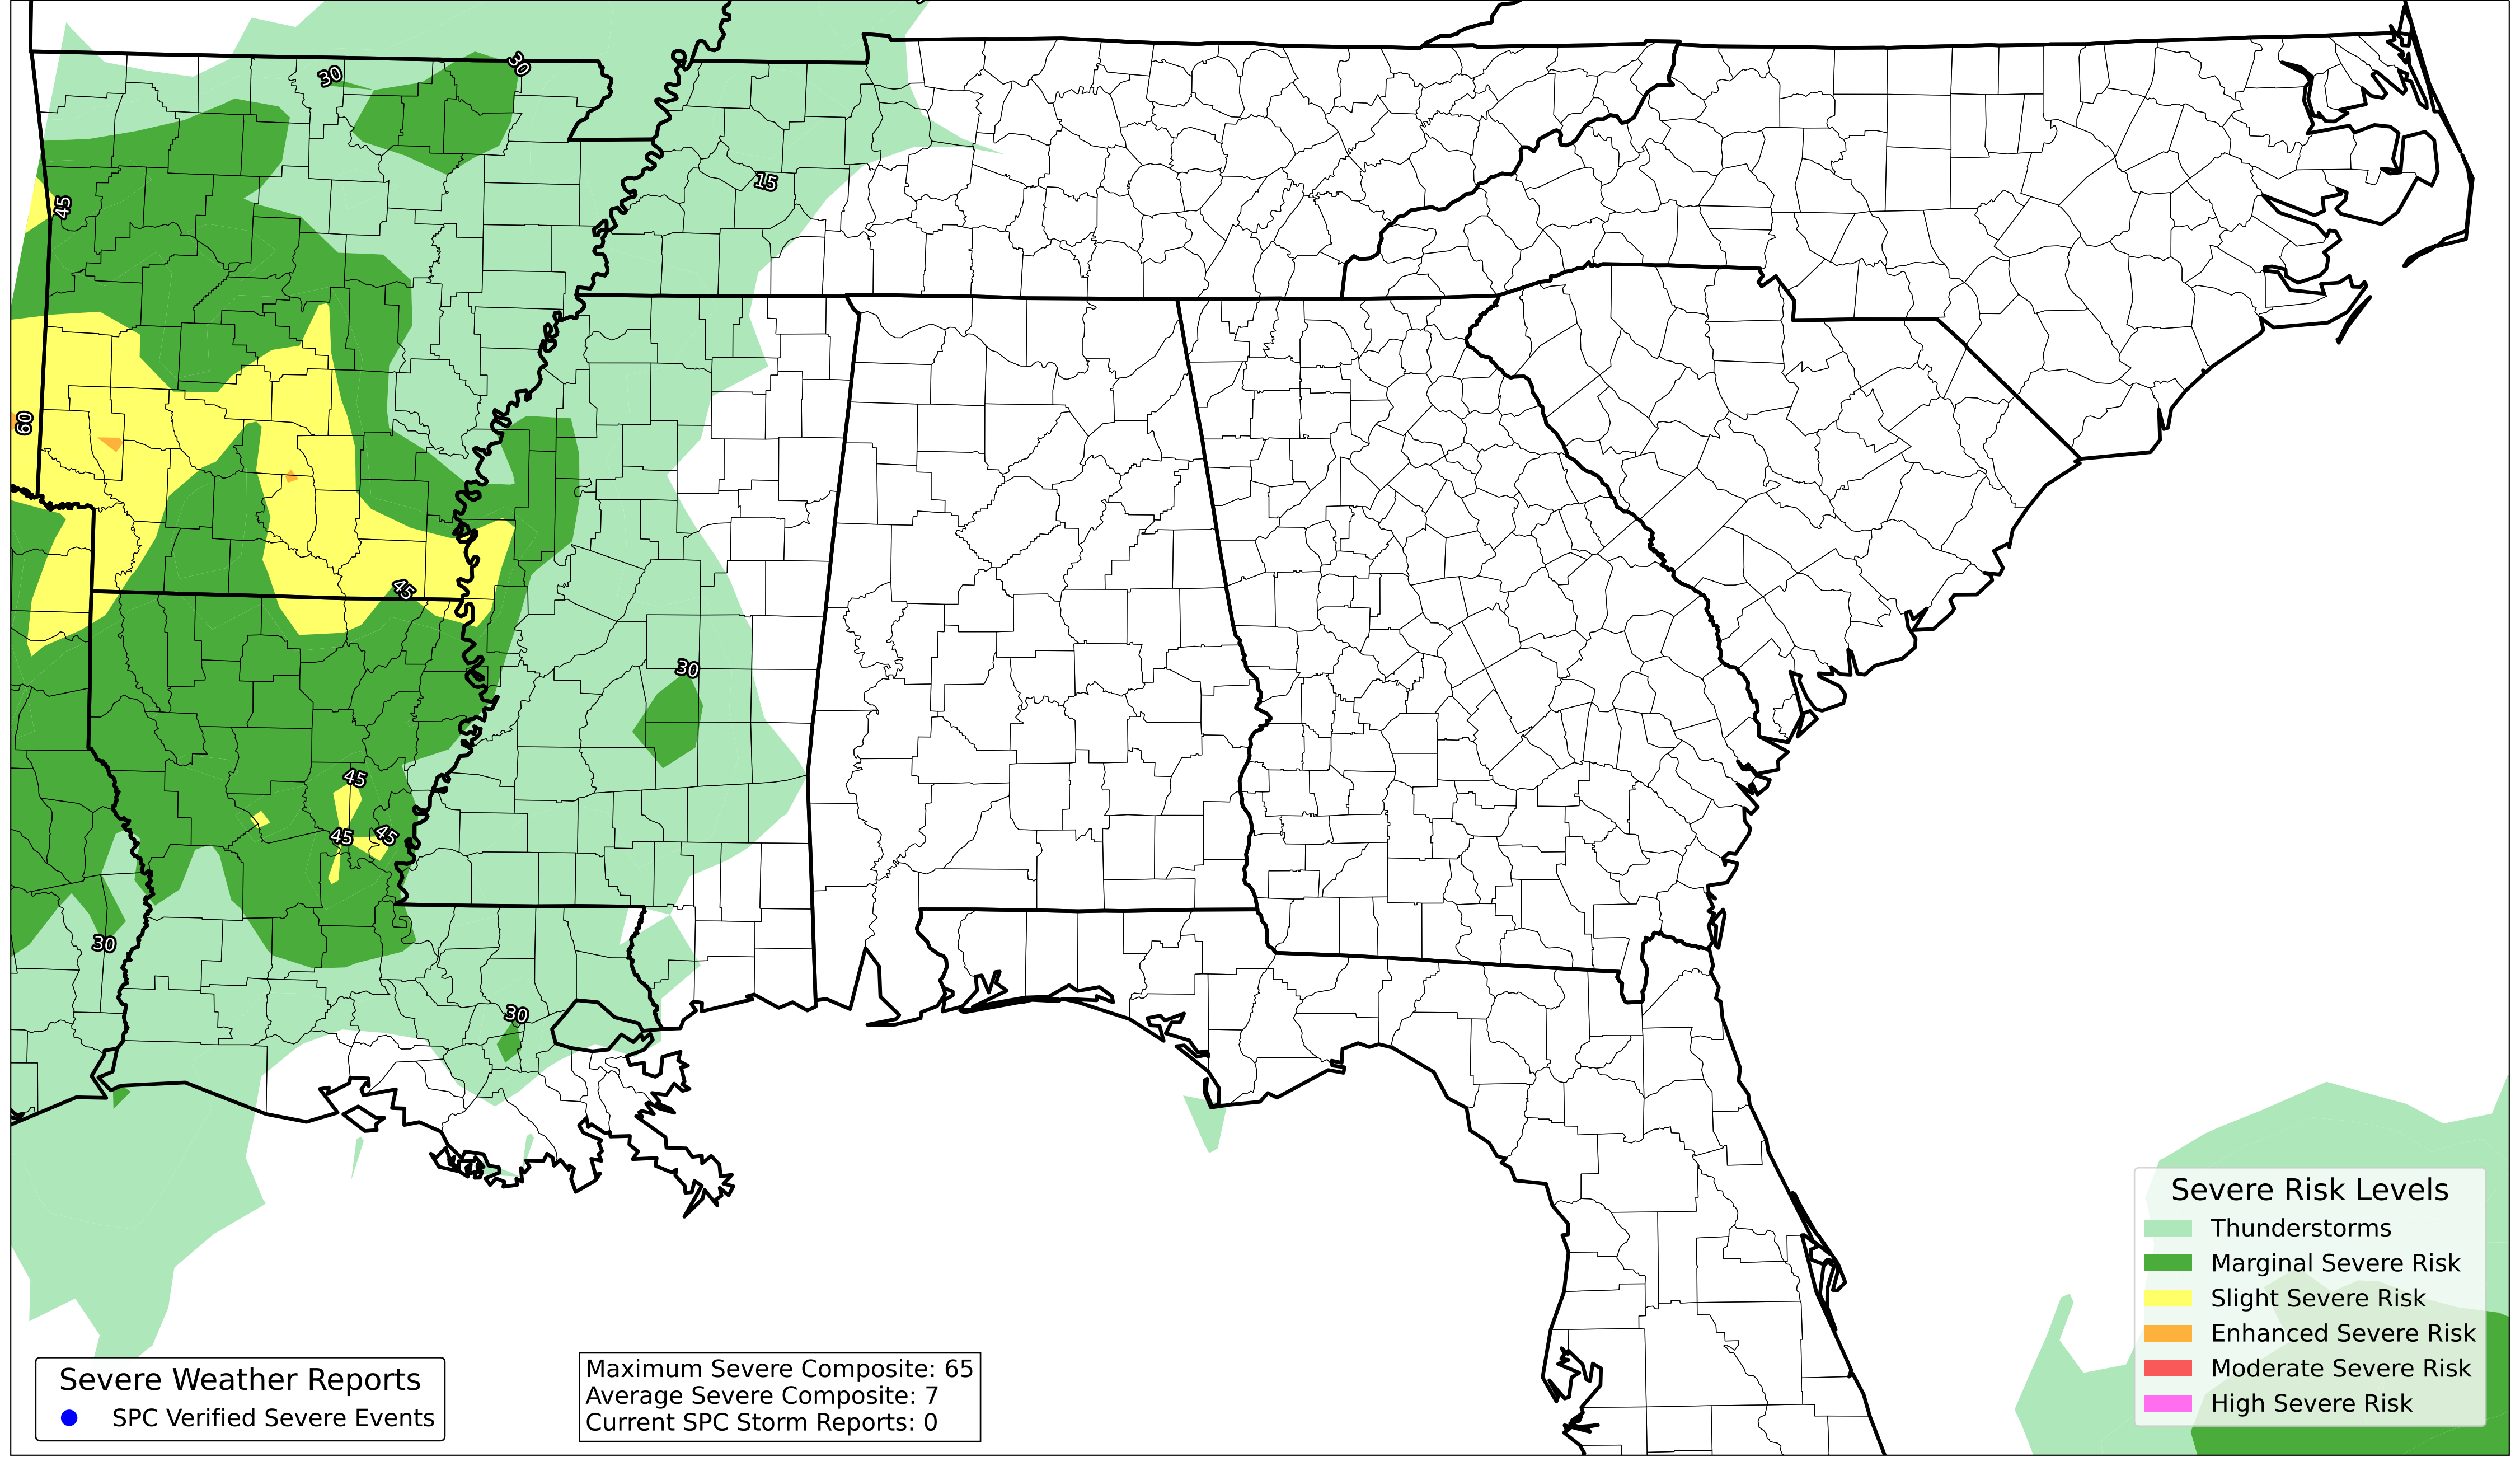 30
30
15
45
60
45
30
45
45
45
30
30
Severe Risk Levels
Thunderstorms
Marginal Severe Risk
Slight Severe Risk
Enhanced Severe Risk
Moderate Severe Risk
High Severe Risk
Severe Weather Reports
SPC Verified Severe Events
Maximum Severe Composite: 65
Average Severe Composite: 7
Current SPC Storm Reports: 0